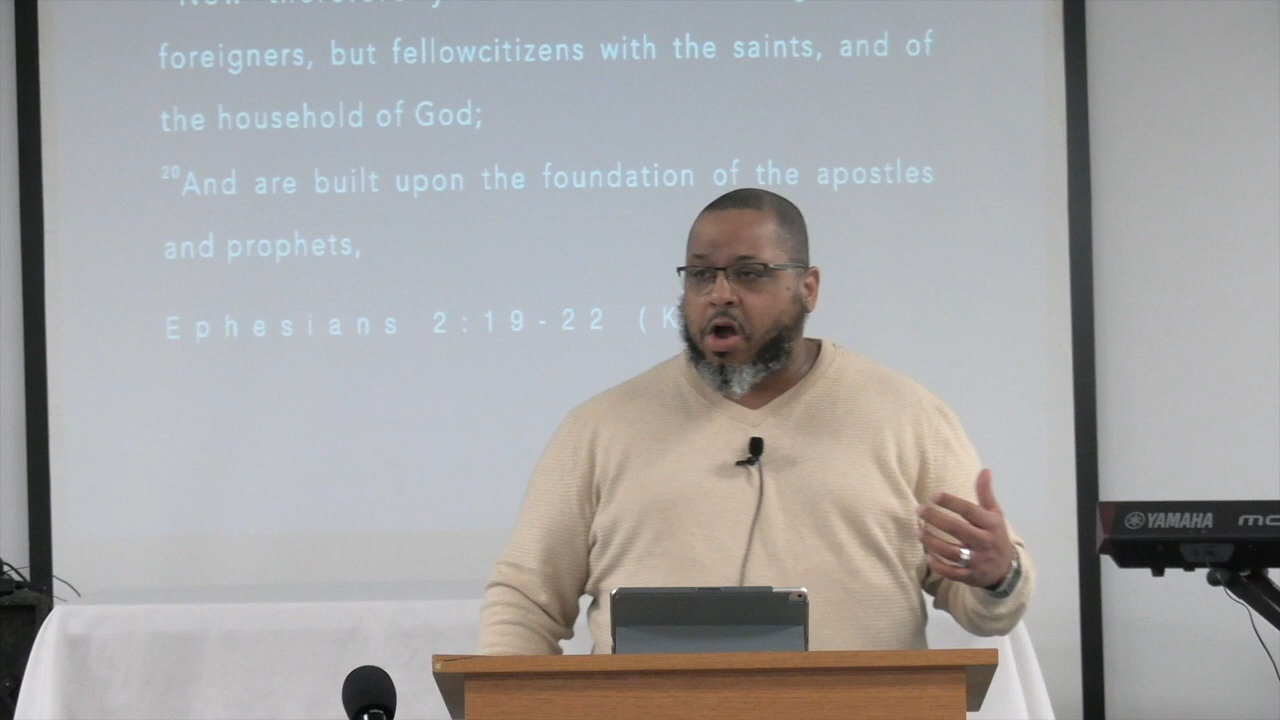 foreigners, but fellowcitizens with the saints, and of
the household of God;
20And are built upon the foundation of the apostles
and prophets,
Ephesians 2:19-22 (K
YAMAHA